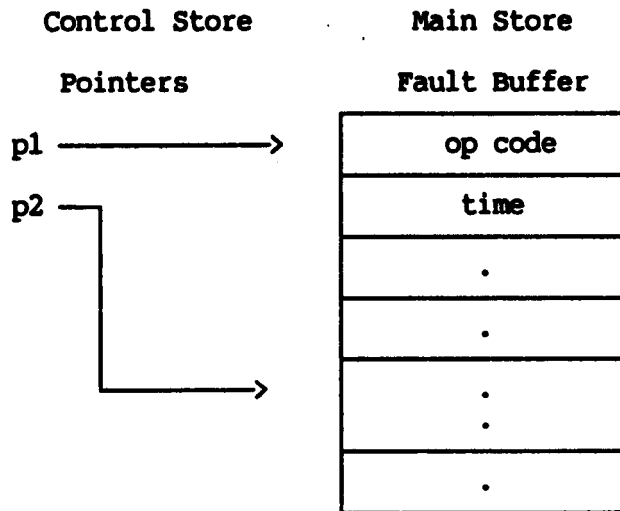 Control Store Main Store
Pointers Fault Buffer
p1 op code
p2 time
.
.
.
.
.